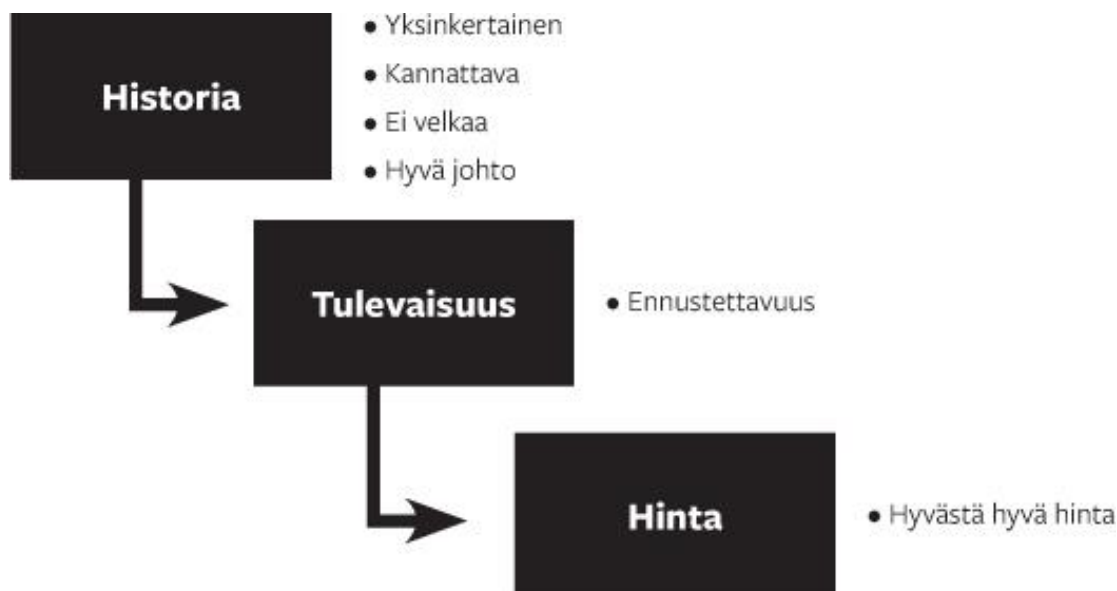 Historia
• Yksinkertainen
• Kannattava
• Ei velkaa
• Hyvä johto
Tulevaisuus
• Ennustettavuus
Hinta
• Hyvästä hyvä hinta